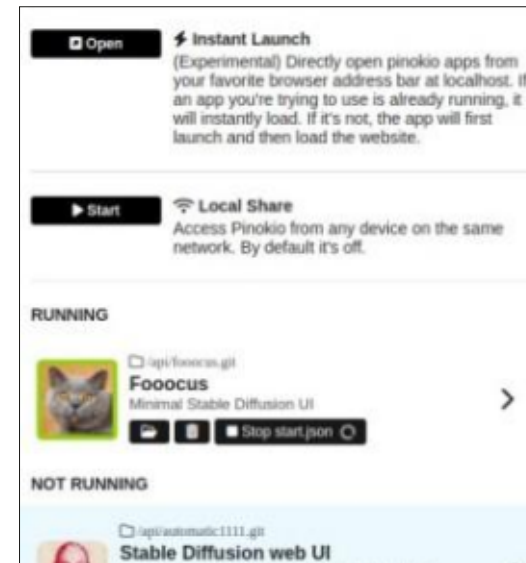 Open
Instant Launch
(Experimental) Directly open pinokio apps from
your favorite browser address bar at localhost. If
an app you're trying to use is already running, it
will instantly load. If it's not, the app will first
launch and then load the website.
Start
Local Share
Access Pinokio from any device on the same
network. By default it's off.
RUNNING
/api/fooocus.git
Fooocus
Minimal Stable Diffusion UI
Stop start.json
NOT RUNNING
/api/automatic1111.git
Stable Diffusion web UI